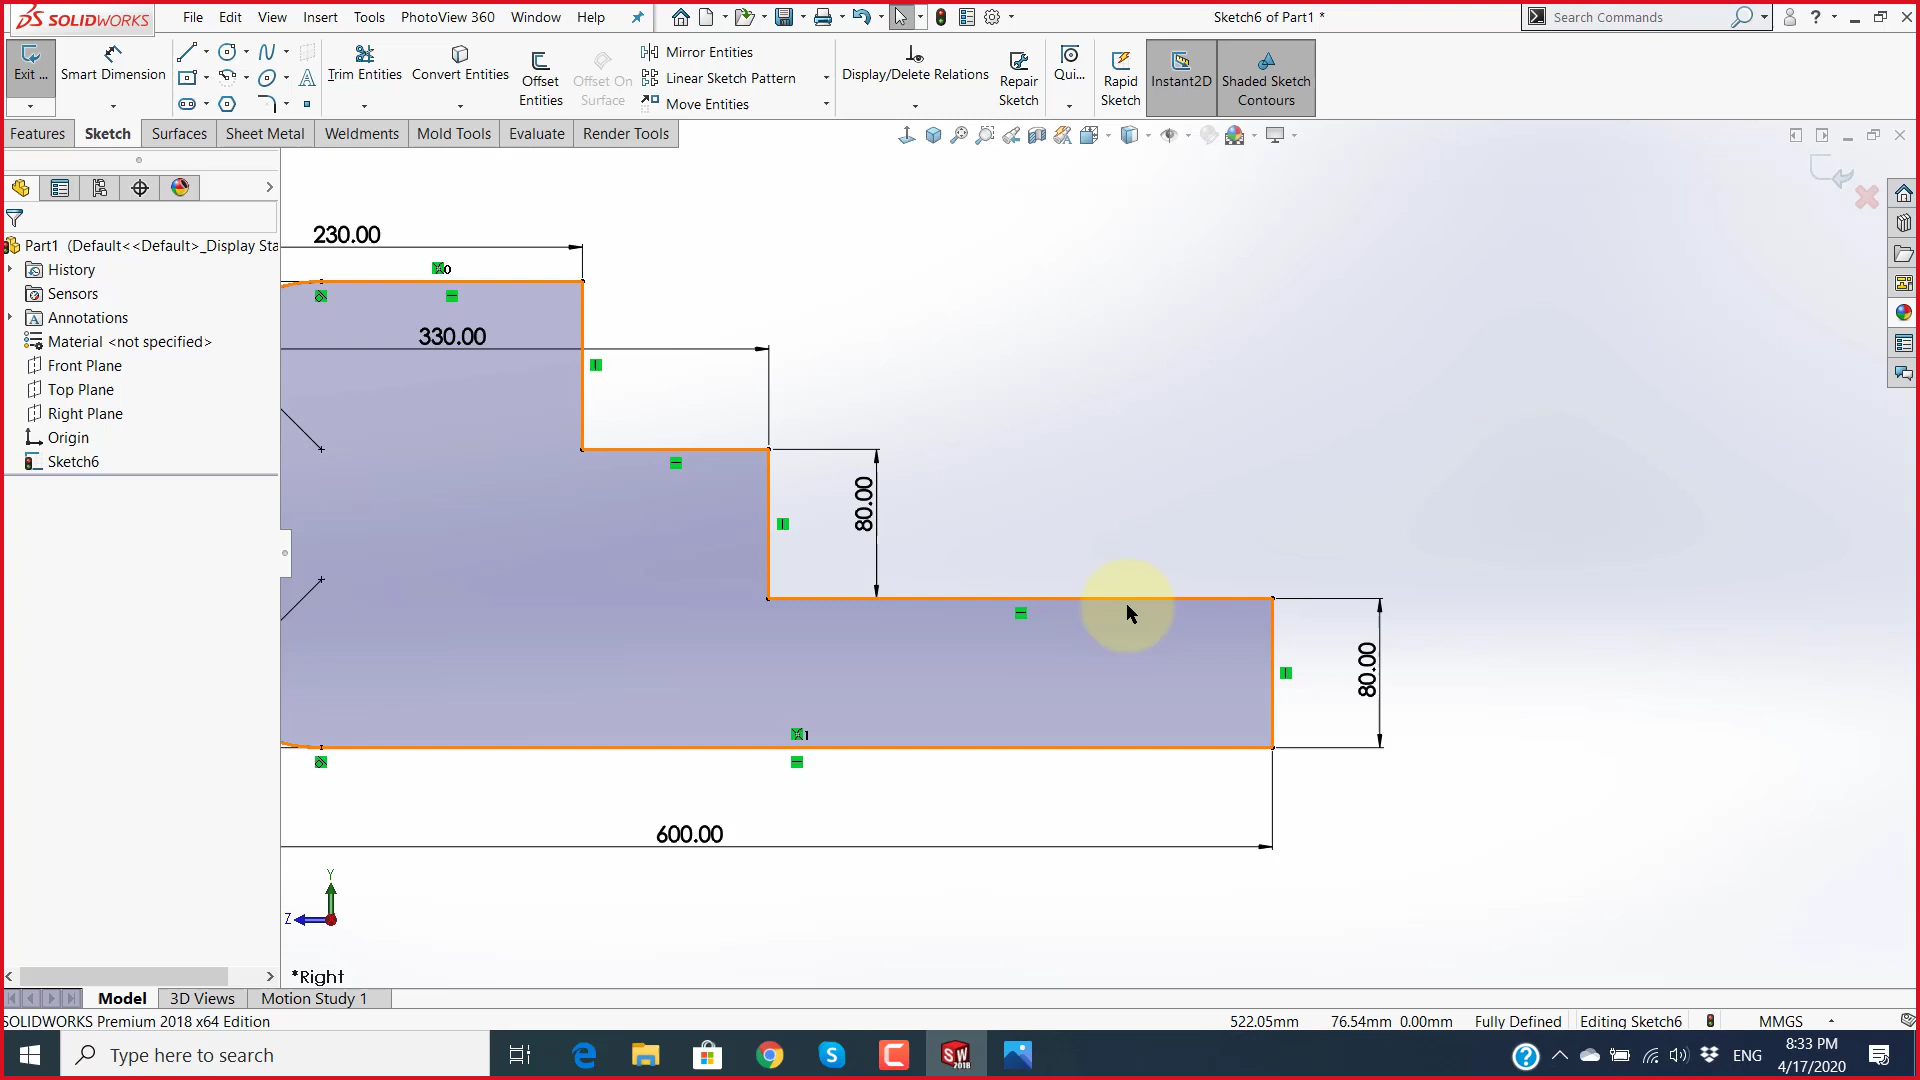 SOLIDWORKS
File Edit View Insert Tools PhotoView 360 Window Help
Sketch6 of Part1 *
Search Commands
Exit ...
Smart Dimension
Trim Entities
Convert Entities
Offset Entities
Offset On Surface
Mirror Entities
Linear Sketch Pattern
Move Entities
Display/Delete Relations
Repair Sketch
Qui...
Rapid Sketch
Instant2D
Shaded Sketch Contours
Features Sketch Surfaces Sheet Metal Weldments Mold Tools Evaluate Render Tools
Part1 (Default<<Default>_Display Sta
History
Sensors
Annotations
Material <not specified>
Front Plane
Top Plane
Right Plane
Origin
Sketch6
230.00
0
330.00
80.00
80.00
1
600.00
Y
Z
*Right
Model 3D Views Motion Study 1
SOLIDWORKS Premium 2018 x64 Edition
522.05mm 76.54mm 0.00mm Fully Defined Editing Sketch6 MMGS
Type here to search
SW
2018
ENG
8:33 PM
4/17/2020